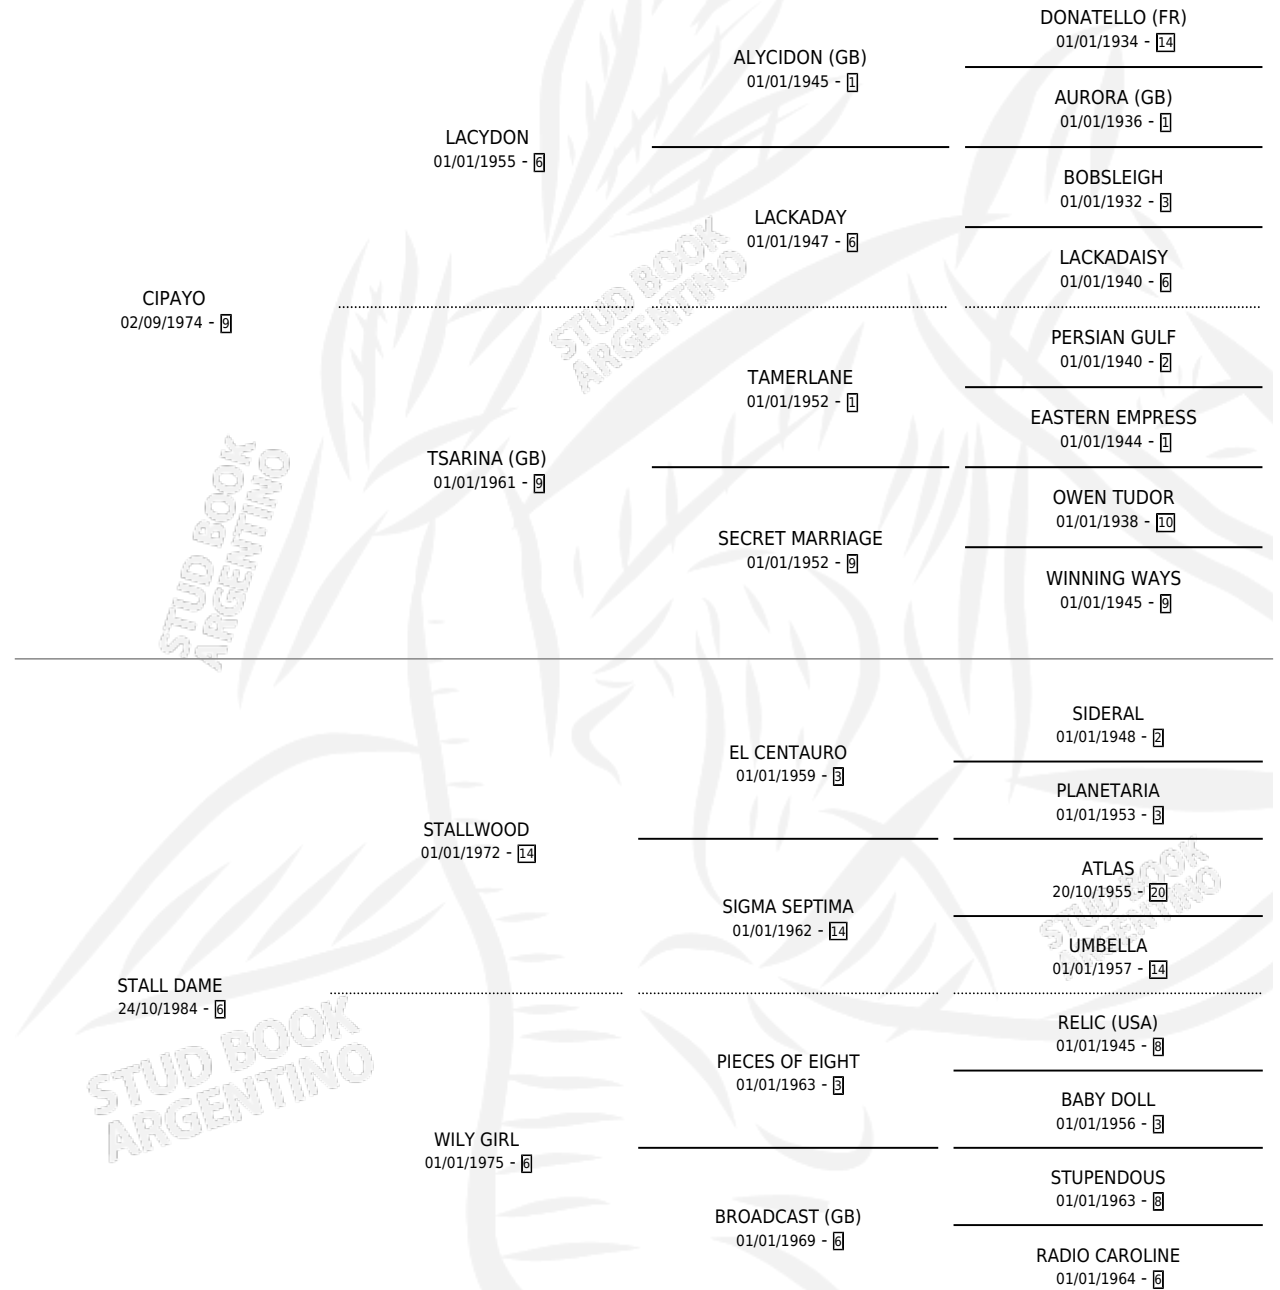 DONATELLO (FR)
01/01/1934 - 14
ALYCIDON (GB)
01/01/1945 - 1
AURORA (GB)
01/01/1936 - 1
LACYDON
01/01/1955 - 6
BOBSLEIGH
01/01/1932 - 3
LACKADAY
01/01/1947 - 6
LACKADAISY
01/01/1940 - 6
CIPAYO
02/09/1974 - 9
STUD BOOK
ARGENTINO
PERSIAN GULF
01/01/1940 - 2
TAMERLANE
01/01/1952 - 1
EASTERN EMPRESS
01/01/1944 - 1
TSARINA (GB)
01/01/1961 - 9
OWEN TUDOR
01/01/1938 - 10
SECRET MARRIAGE
01/01/1952 - 9
WINNING WAYS
01/01/1945 - 9
STUD BOOK
ARGENTINO
SIDERAL
01/01/1948 - 2
EL CENTAURO
01/01/1959 - 3
PLANETARIA
01/01/1953 - 3
STALLWOOD
01/01/1972 - 14
ATLAS
20/10/1955 - 20
SIGMA SEPTIMA
01/01/1962 - 14
STUD BOOK
ARGENTINO
UMBELLA
01/01/1957 - 14
STALL DAME
24/10/1984 - 6
STUD BOOK
ARGENTINO
RELIC (USA)
01/01/1945 - 8
PIECES OF EIGHT
01/01/1963 - 3
BABY DOLL
01/01/1956 - 3
WILY GIRL
01/01/1975 - 6
STUPENDOUS
01/01/1963 - 8
BROADCAST (GB)
01/01/1969 - 6
RADIO CAROLINE
01/01/1964 - 6